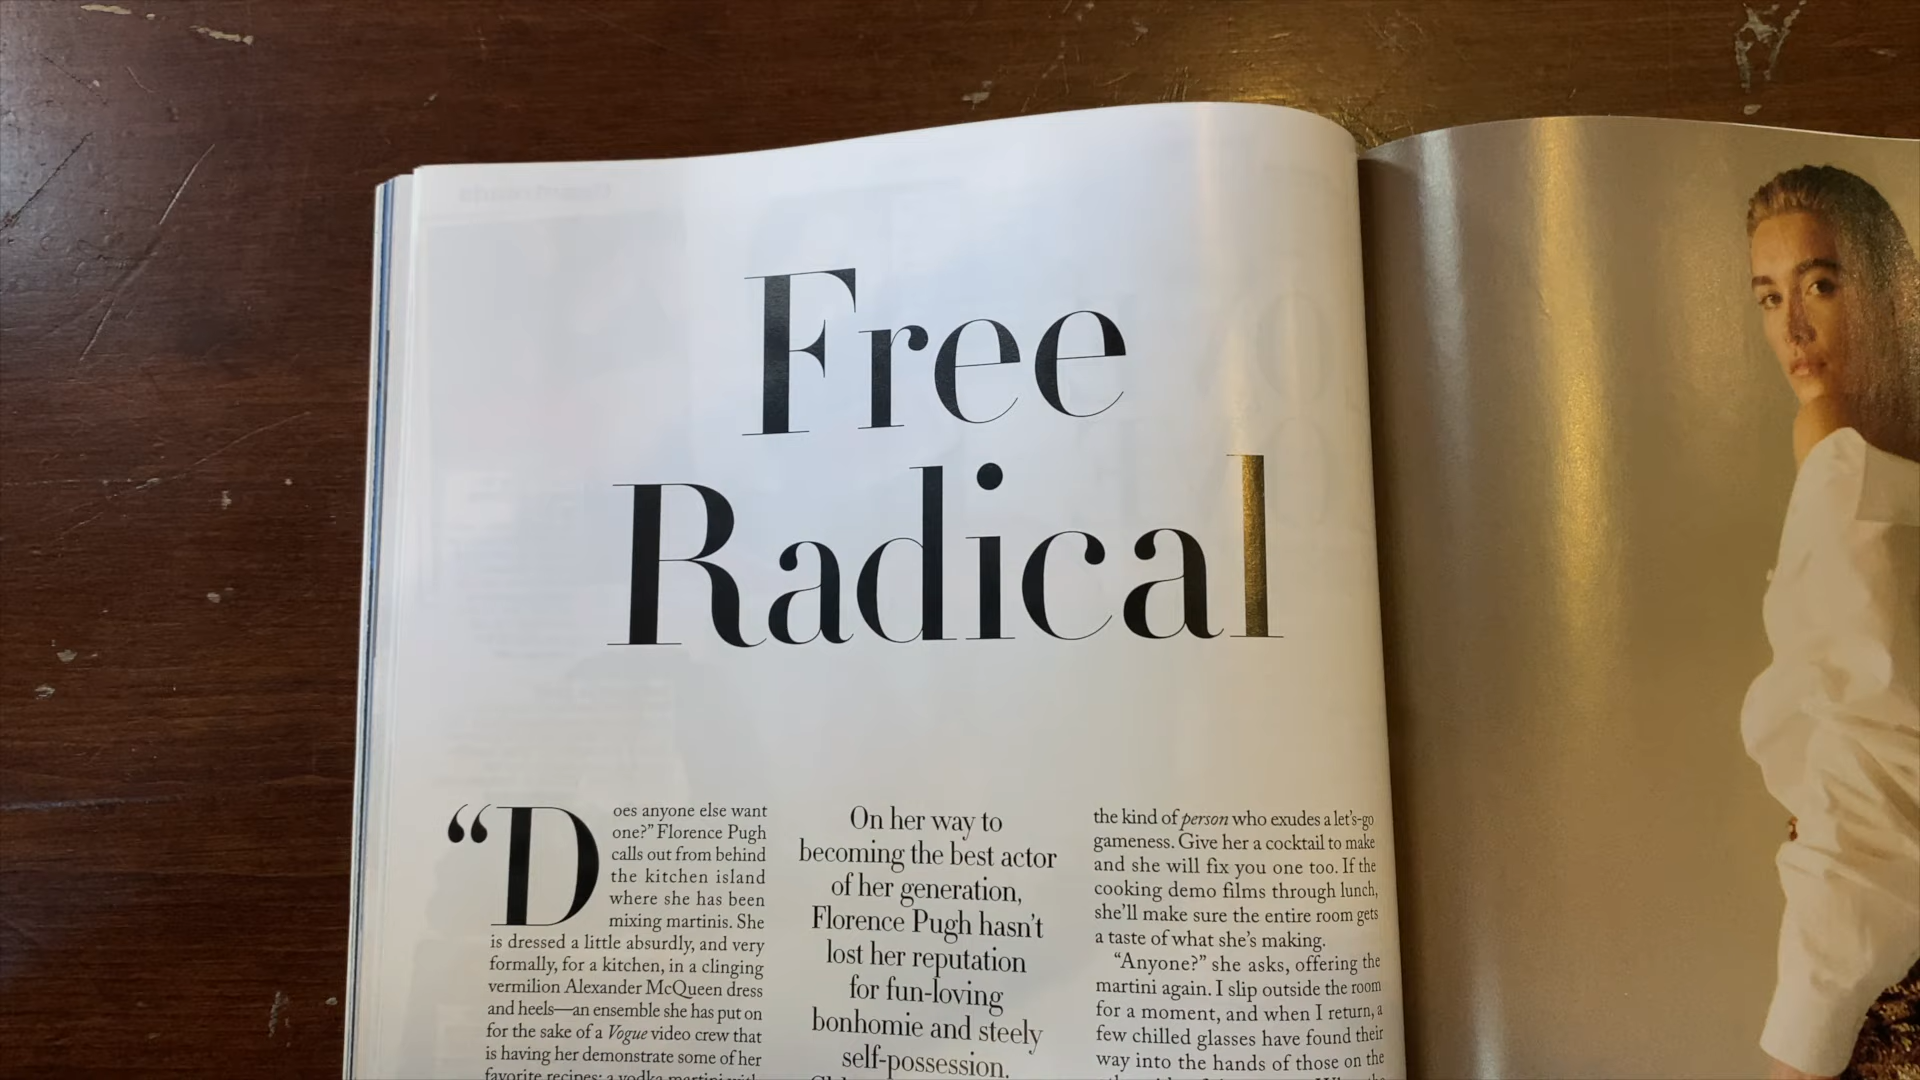 Free
Radical
“Does anyone else want
one?” Florence Pugh
calls out from behind
the kitchen island
where she has been
mixing martinis. She
is dressed a little absurdly, and very
formally, for a kitchen, in a clinging
vermilion Alexander McQueen dress
and heels—an ensemble she has put on
for the sake of a Vogue video crew that
is having her demonstrate some of her
favorite recipes: a vodka martini with
On her way to
becoming the best actor
of her generation,
Florence Pugh hasn’t
lost her reputation
for fun-loving
bonhomie and steely
self-possession.
the kind of person who exudes a let’s-go
gameness. Give her a cocktail to make
and she will fix you one too. If the
cooking demo films through lunch,
she’ll make sure the entire room gets
a taste of what she’s making.
“Anyone?” she asks, offering the
martini again. I slip outside the room
for a moment, and when I return, a
few chilled glasses have found their
way into the hands of those on the